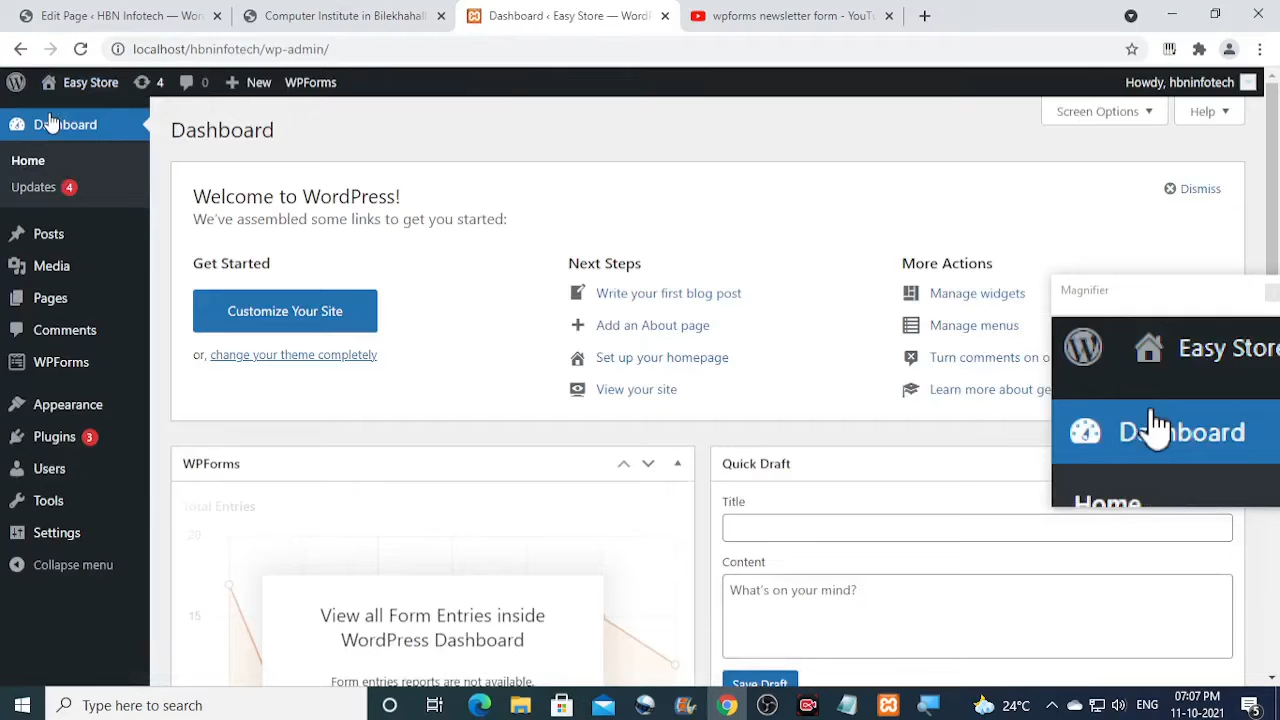 Edit Page ‹ HBN Infotech — Wor
Computer Institute in Bilekhahall
Dashboard ‹ Easy Store — WordP
wpforms newsletter form - YouTu
localhost/hbninfotech/wp-admin/
Easy Store
4
0
New
WPForms
Howdy, hbninfotech
Dashboard
Home
Updates 4
Posts
Media
Pages
Comments
WPForms
Appearance
Plugins 3
Users
Tools
Settings
Collapse menu
Dashboard
Screen Options
Help
Welcome to WordPress!
We've assembled some links to get you started:
Dismiss
Get Started
Customize Your Site
or, change your theme completely
Next Steps
Write your first blog post
Add an About page
Set up your homepage
View your site
More Actions
Manage widgets
Manage menus
Turn comments on o
Learn more about ge
Magnifier
Easy Store
Dashboard
Home
WPForms
Total Entries
20
15
View all Form Entries inside
WordPress Dashboard
Form entries reports are not available.
Quick Draft
Title
Content
What's on your mind?
Save Draft
Type here to search
24°C
ENG
07:07 PM
11-10-2021
5